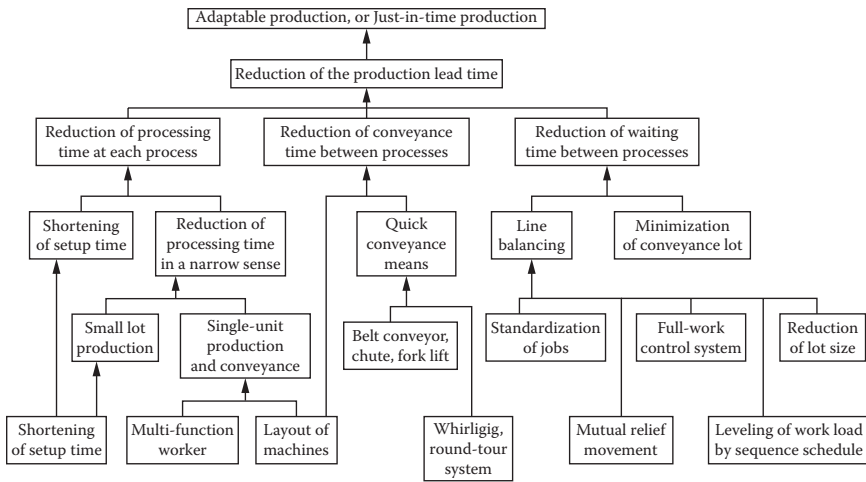 Adaptable production, or Just-in-time production
Reduction of the production lead time
Reduction of processing
time at each process
Reduction of conveyance
time between processes
Reduction of waiting
time between processes
Shortening
of setup time
Reduction of
processing time
in a narrow sense
Quick
conveyance
means
Line
balancing
Minimization
of conveyance lot
Small lot
production
Single-unit
production
and conveyance
Belt conveyor,
chute, fork lift
Standardization
of jobs
Full-work
control system
Reduction
of lot size
Shortening
of setup time
Multi-function
worker
Layout of
machines
Whirligig,
round-tour
system
Mutual relief
movement
Leveling of work load
by sequence schedule